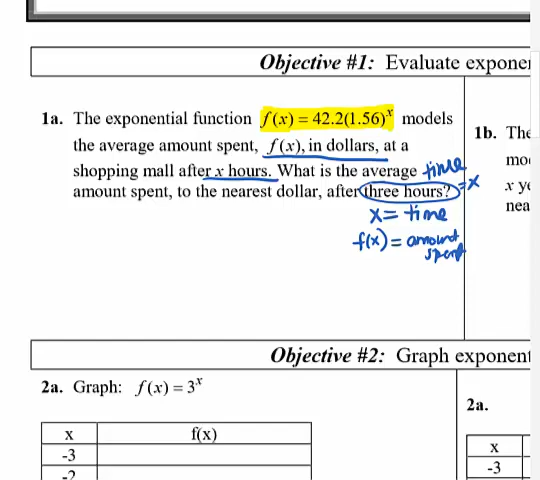 Objective #1: Evaluate expone
1a. The exponential function f(x) = 42.2(1.56)^x models
the average amount spent, f(x), in dollars, at a
shopping mall after x hours. What is the average time
amount spent, to the nearest dollar, after three hours? = x
x = time
f(x) = amount
spent
1b. The
mo
x ye
nea
Objective #2: Graph exponent
2a. Graph: f(x) = 3^x
x f(x)
-3
-2
2a.
x
-3